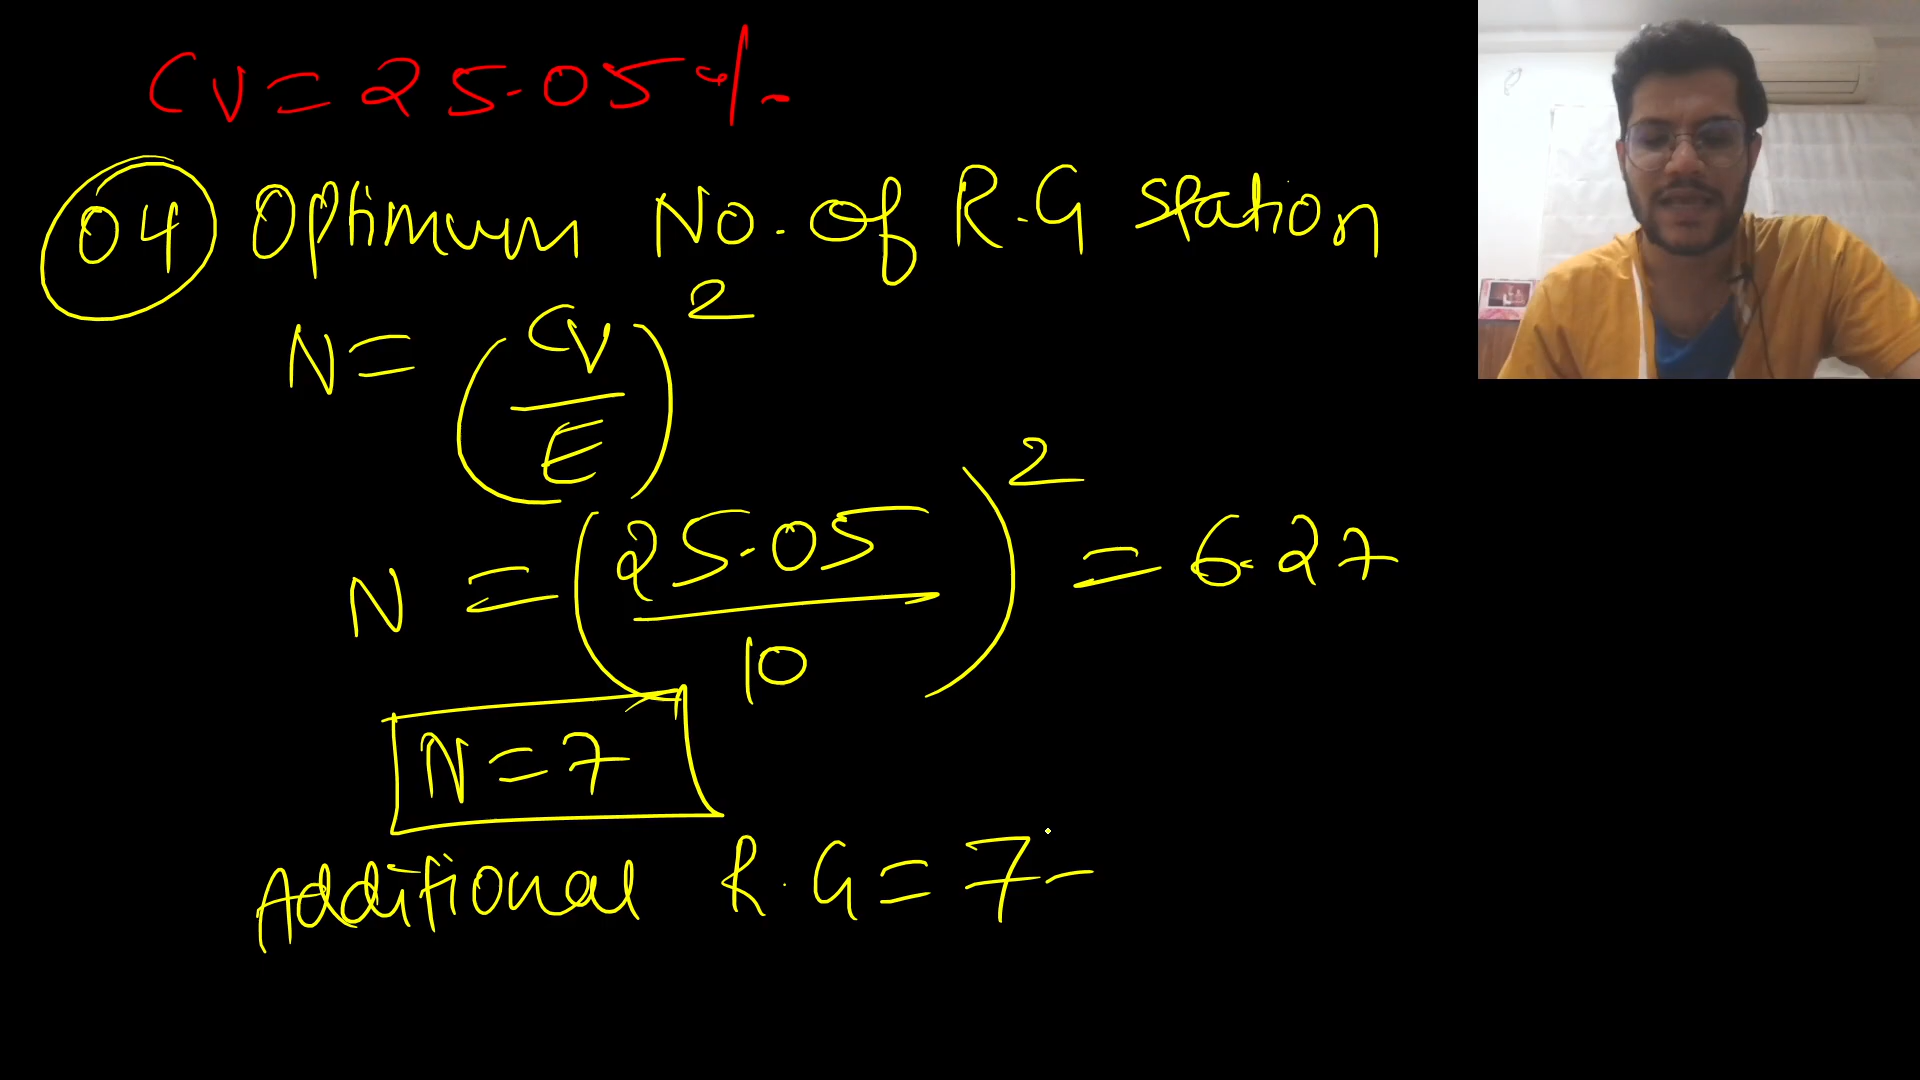 CV = 25.05 %
04 Optimum No. of R.G station
N = (CV/E)²
N = (25.05/10)² = 6.27
N = 7
Additional R.G = 7 -